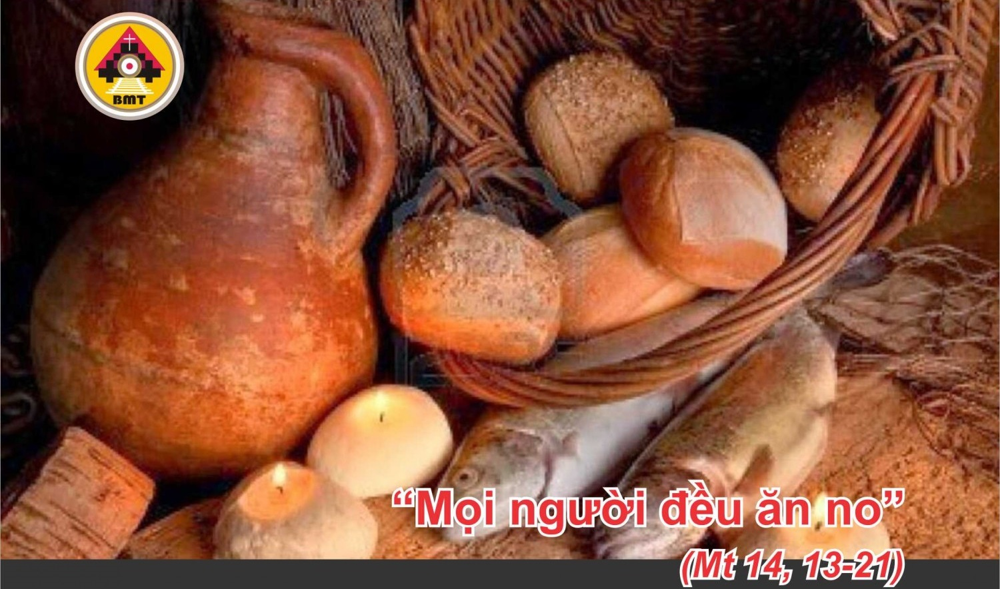 BMT
“Mọi người đều ăn no”
(Mt 14, 13-21)